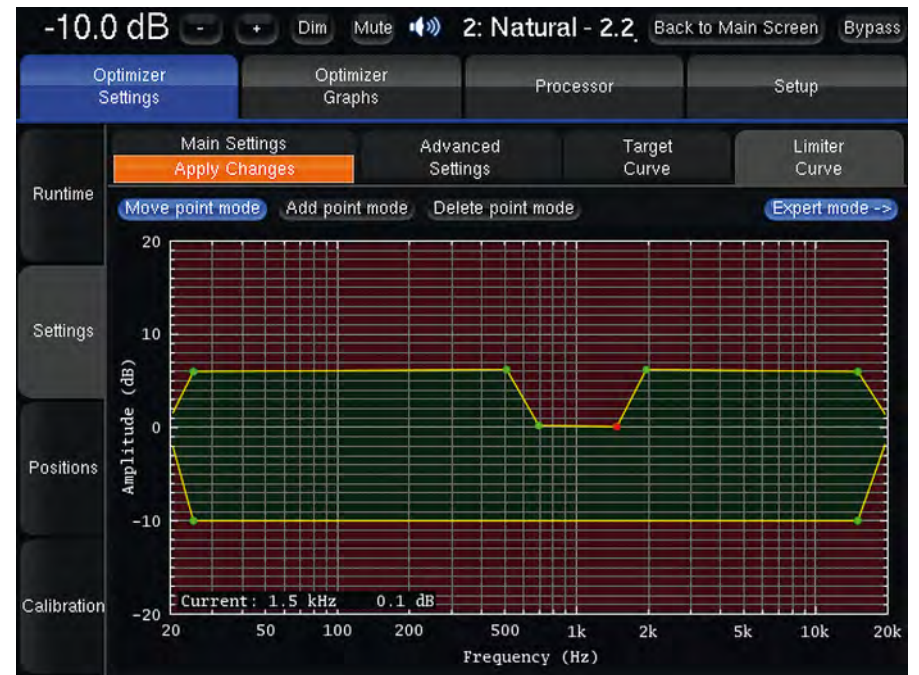 -10.0 dB - + Dim Mute 2: Natural - 2.2 Back to Main Screen Bypass
Optimizer Settings
Optimizer Graphs
Processor
Setup
Main Settings
Apply Changes
Advanced Settings
Target Curve
Limiter Curve
Runtime
Settings
Positions
Calibration
Move point mode Add point mode Delete point mode Expert mode ->
20
10
0
-10
-20
Amplitude (dB)
Current: 1.5 kHz 0.1 dB
20 50 100 200 500 1k 2k 5k 10k 20k
Frequency (Hz)